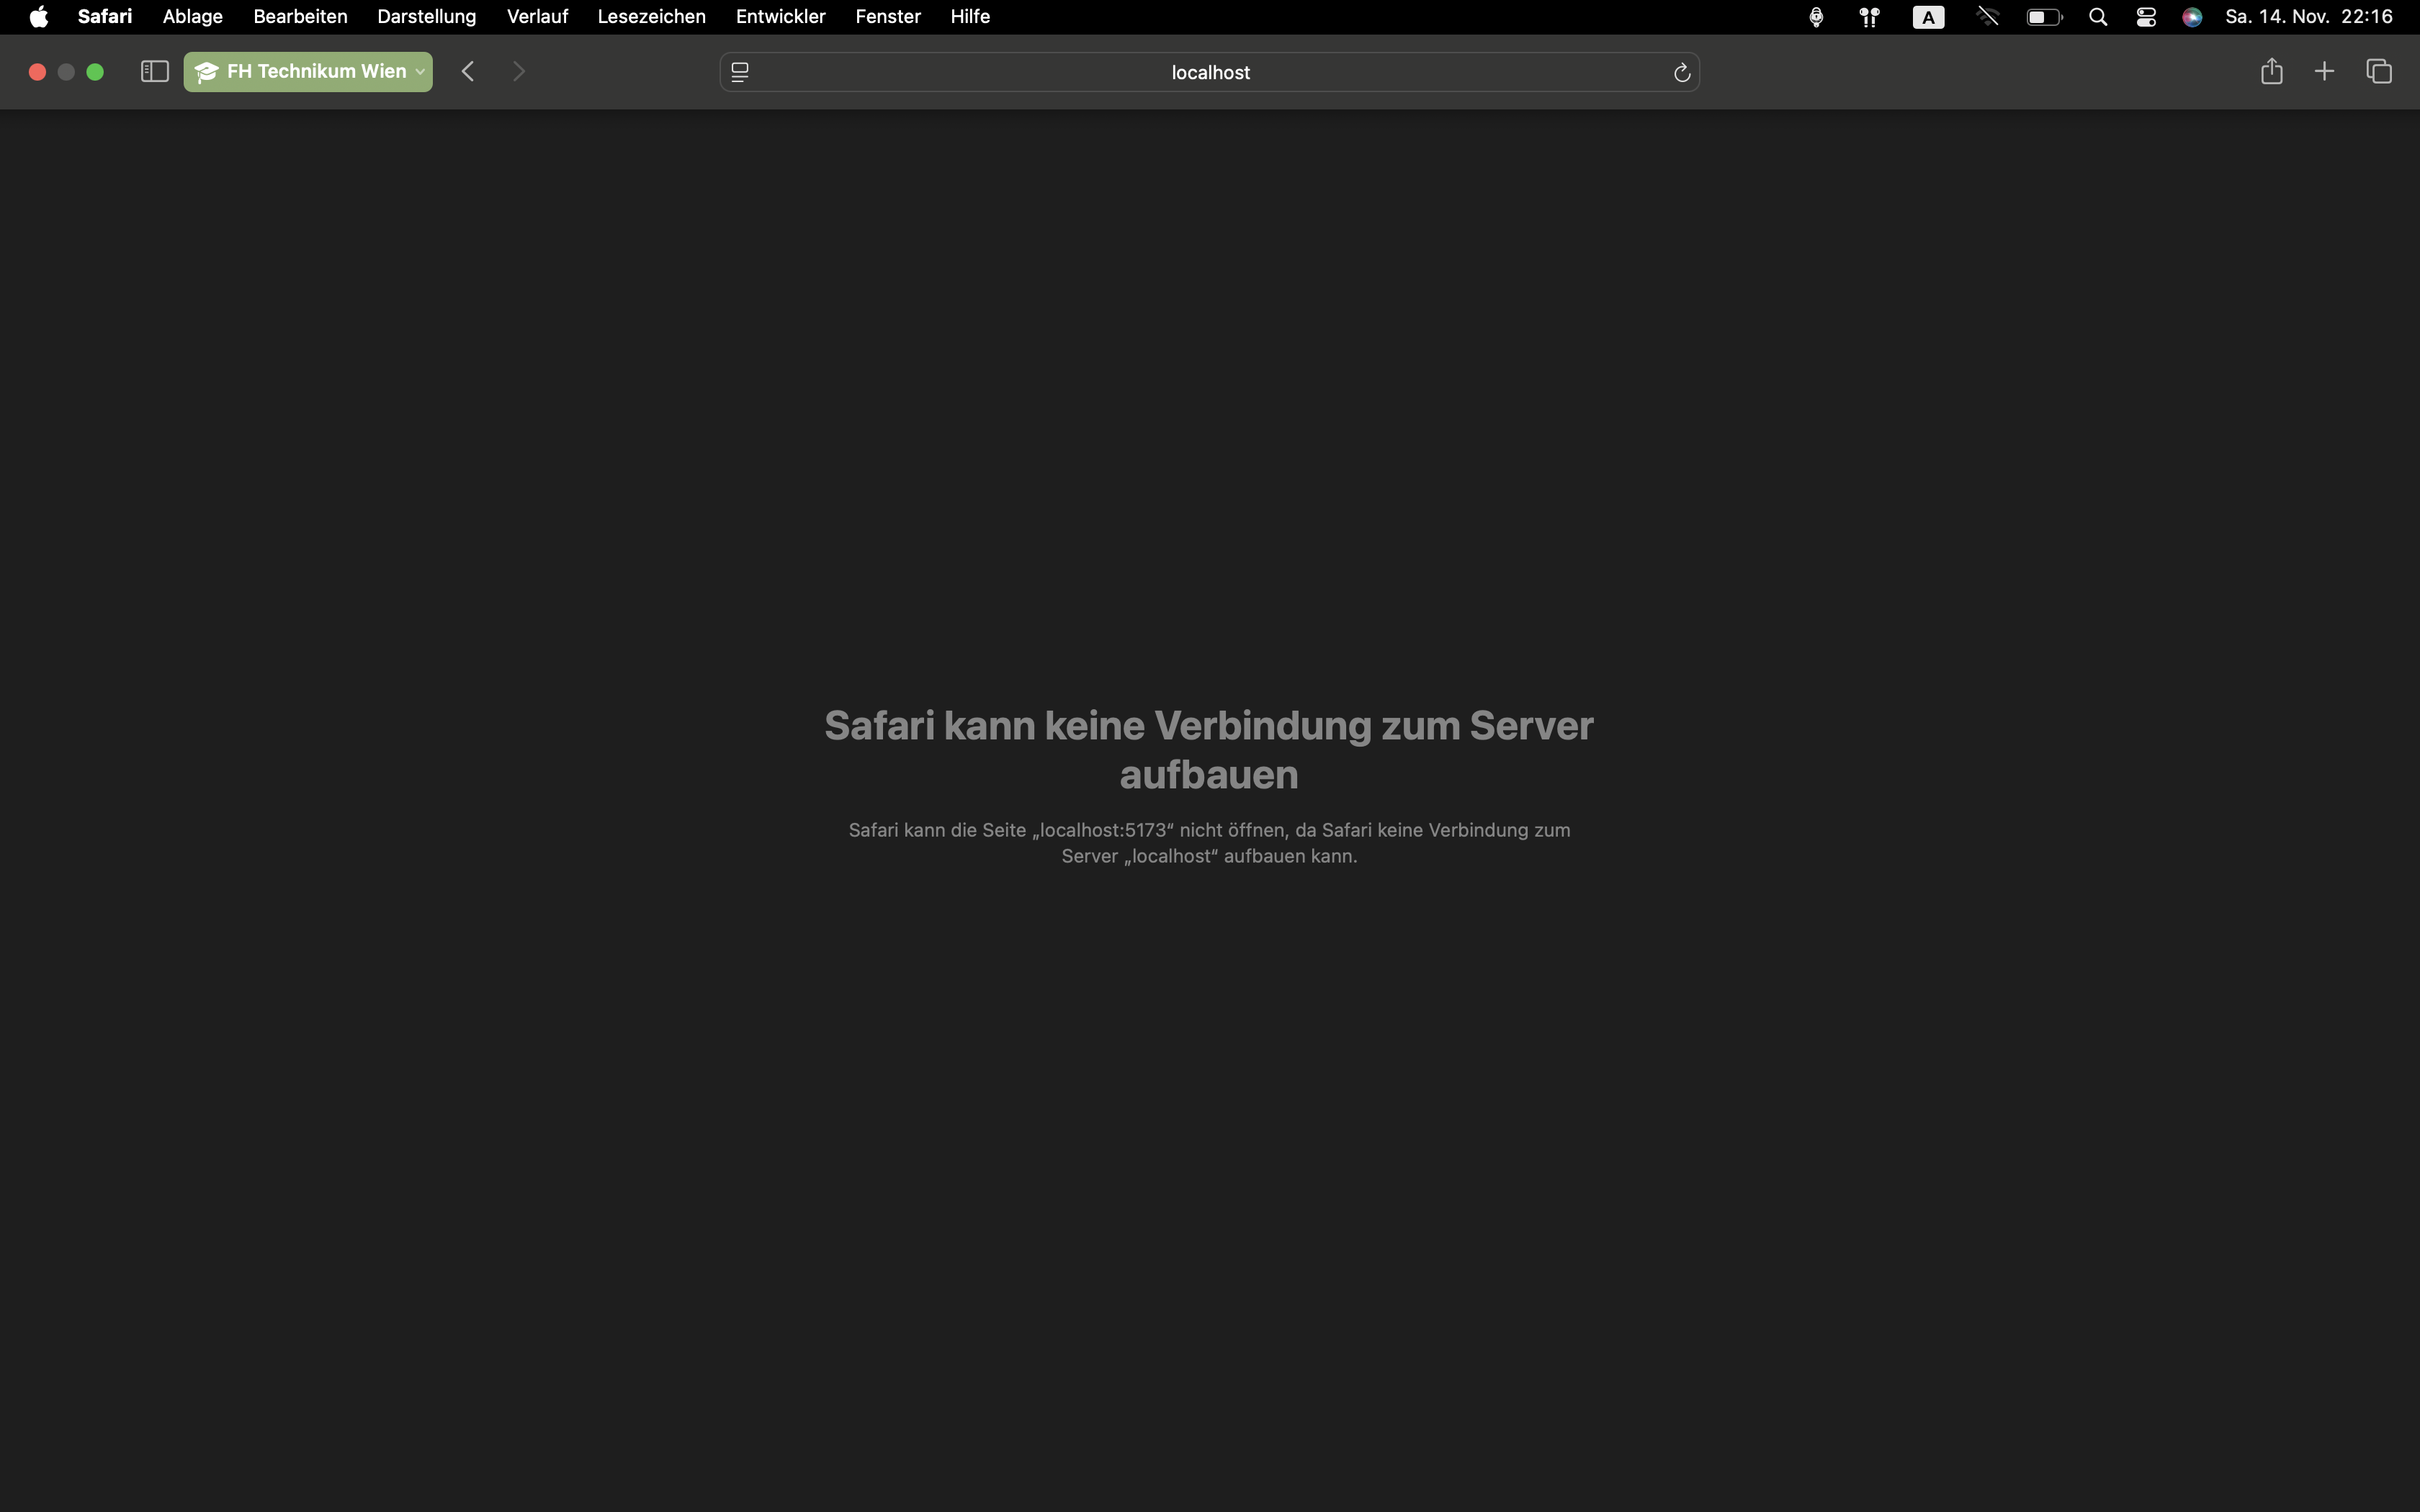 Safari Ablage Bearbeiten Darstellung Verlauf Lesezeichen Entwickler Fenster Hilfe A Sa. 14. Nov. 22:16
FH Technikum Wien localhost
Safari kann keine Verbindung zum Server
aufbauen
Safari kann die Seite „localhost:5173“ nicht öffnen, da Safari keine Verbindung zum
Server „localhost“ aufbauen kann.